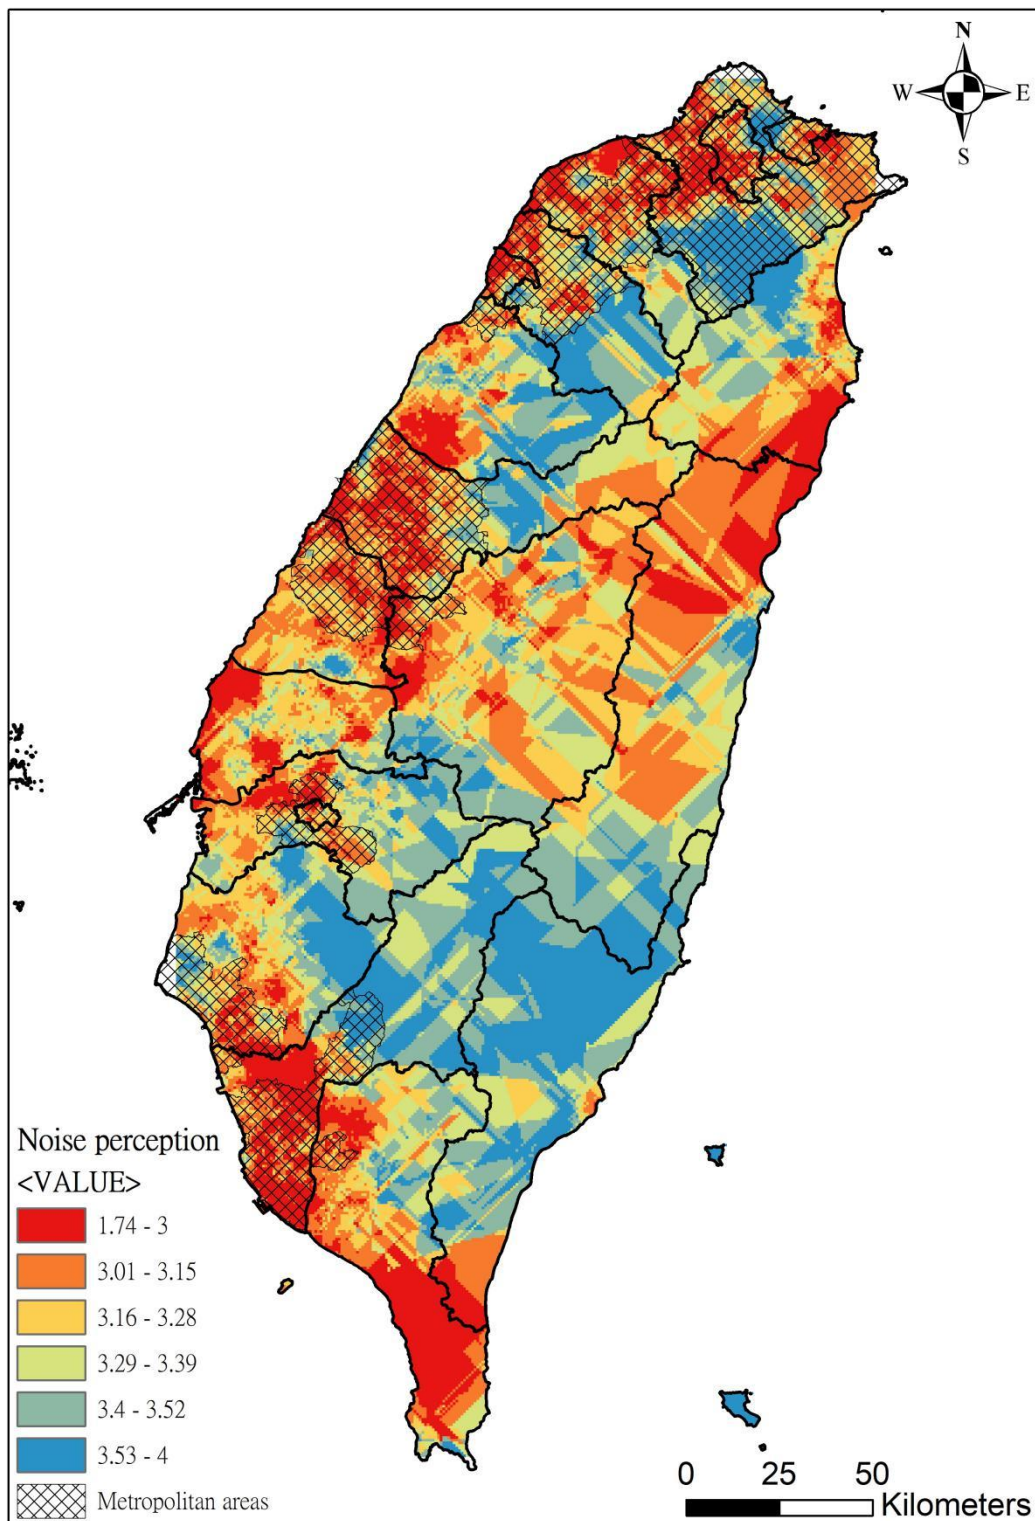 N
W E
S
Noise perception
<VALUE>
1.74 - 3
3.01 - 3.15
3.16 - 3.28
3.29 - 3.39
3.4 - 3.52
3.53 - 4
Metropolitan areas
0 25 50
Kilometers